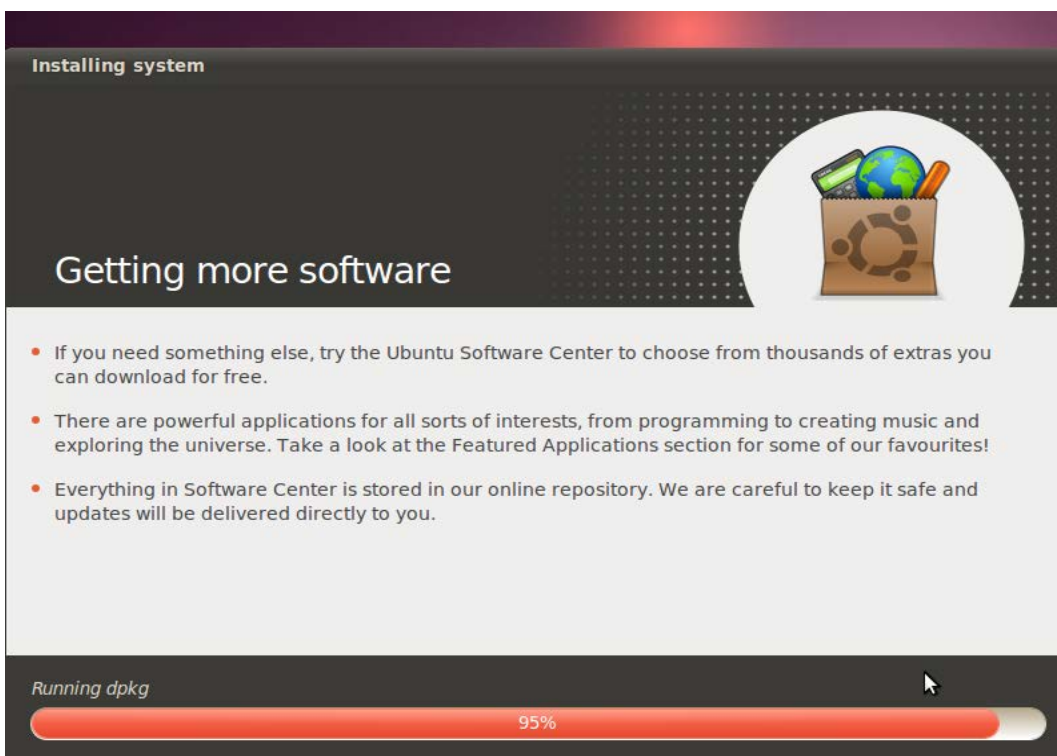 Installing system
Getting more software
If you need something else, try the Ubuntu Software Center to choose from thousands of extras you
can download for free.
There are powerful applications for all sorts of interests, from programming to creating music and
exploring the universe. Take a look at the Featured Applications section for some of our favourites!
Everything in Software Center is stored in our online repository. We are careful to keep it safe and
updates will be delivered directly to you.
Running dpkg
95%